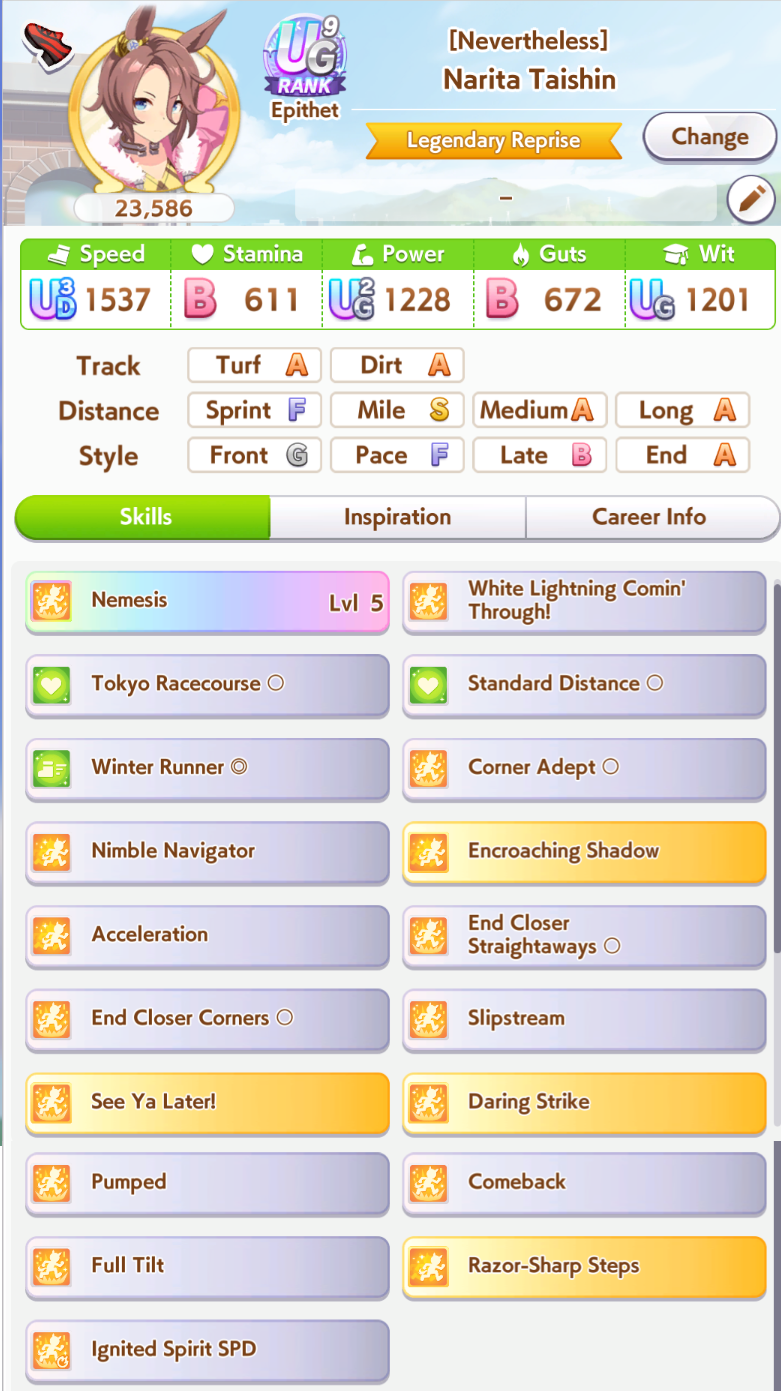 UG9
RANK
Epithet
[Nevertheless]
Narita Taishin
Legendary Reprise
Change
23,586
–
Speed Stamina Power Guts Wit
UD3 1537 B 611 UG2 1228 B 672 UG 1201
Track Turf A Dirt A
Distance Sprint F Mile S Medium A Long A
Style Front G Pace F Late B End A
Skills Inspiration Career Info
Nemesis Lvl 5
White Lightning Comin'
Through!
Tokyo Racecourse ○
Standard Distance ○
Winter Runner ◎
Corner Adept ○
Nimble Navigator
Encroaching Shadow
Acceleration
End Closer
Straightaways ○
End Closer Corners ○
Slipstream
See Ya Later!
Daring Strike
Pumped
Comeback
Full Tilt
Razor-Sharp Steps
Ignited Spirit SPD